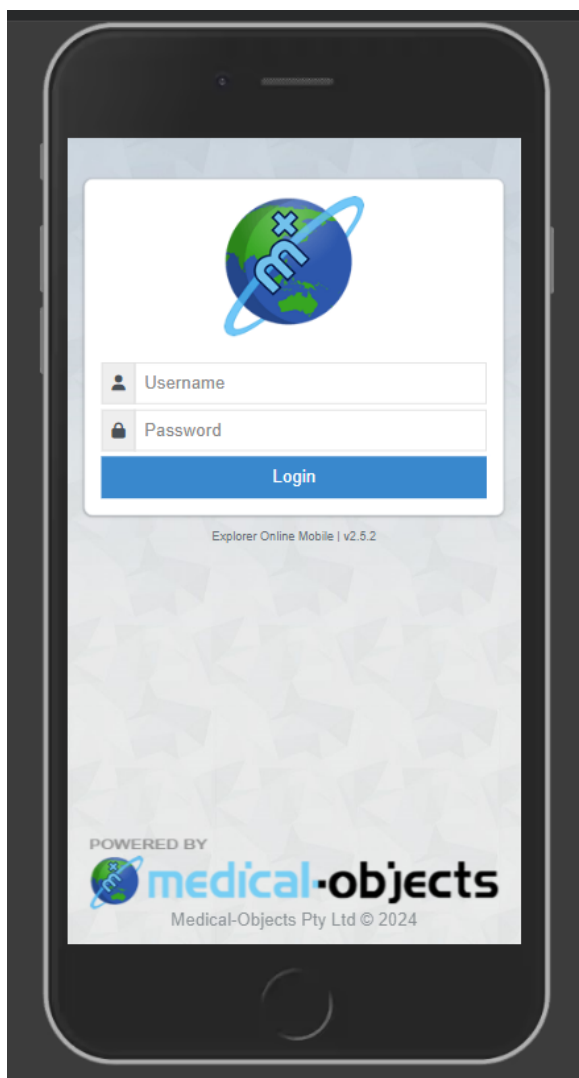 m+
Username
Password
Login
Explorer Online Mobile | v2.5.2
POWERED BY
m+ medical-objects
Medical-Objects Pty Ltd © 2024